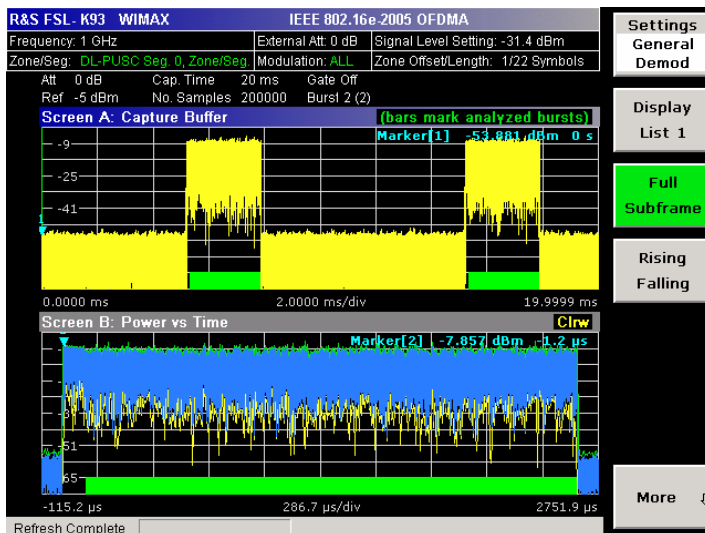 R&S FSL- K93 WIMAX IEEE 802.16e-2005 OFDMA
Frequency: 1 GHz External Att: 0 dB Signal Level Setting: -31.4 dBm
Zone/Seg: DL-PUSC Seg. 0, Zone/Seg. Modulation: ALL Zone Offset/Length: 1/22 Symbols
Att 0 dB Cap. Time 20 ms Gate Off
Ref -5 dBm No. Samples 200000 Burst 2 (2)
Screen A: Capture Buffer (bars mark analyzed bursts)
Marker[1] -53.881 dBm 0 s
-9
-25
-41
1
0.0000 ms 2.0000 ms/div 19.9999 ms
Screen B: Power vs Time Clrw
Marker[2] -7.857 dBm -1.2 µs
-51
-65
-115.2 µs 286.7 µs/div 2751.9 µs
Refresh Complete
Settings
General
Demod
Display
List 1
Full
Subframe
Rising
Falling
More